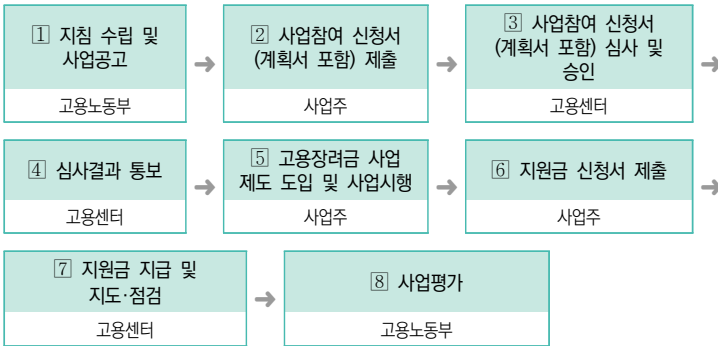 1 지침 수립 및
사업공고
고용노동부
2 사업참여 신청서
(계획서 포함) 제출
사업주
3 사업참여 신청서
(계획서 포함) 심사 및
승인
고용센터
4 심사결과 통보
고용센터
5 고용장려금 사업
제도 도입 및 사업시행
사업주
6 지원금 신청서 제출
사업주
7 지원금 지급 및
지도·점검
고용센터
8 사업평가
고용노동부